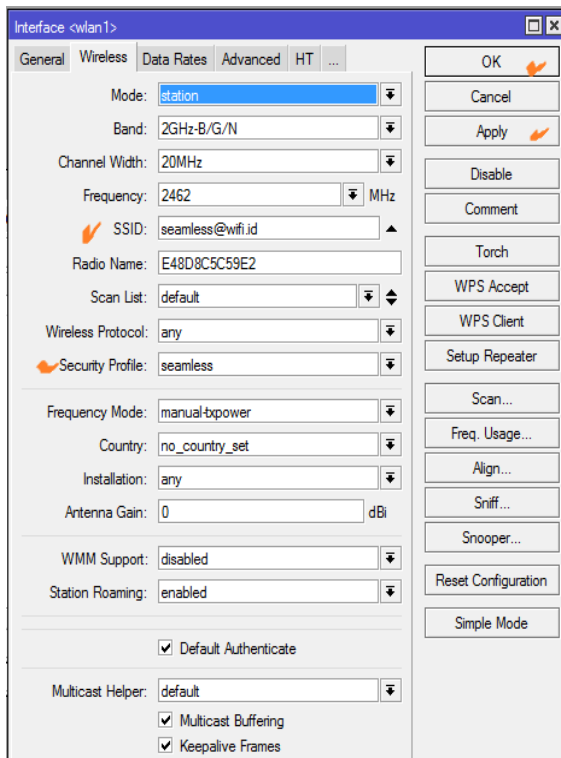 Interface <wlan1>
General Wireless Data Rates Advanced HT ...
Mode: station
Band: 2GHz-B/G/N
Channel Width: 20MHz
Frequency: 2462 MHz
SSID: seamless@wifi.id
Radio Name: E48D8C5C59E2
Scan List: default
Wireless Protocol: any
Security Profile: seamless
Frequency Mode: manual-txpower
Country: no_country_set
Installation: any
Antenna Gain: 0 dBi
WMM Support: disabled
Station Roaming: enabled
Default Authenticate
Multicast Helper: default
Multicast Buffering
Keepalive Frames
OK
Cancel
Apply
Disable
Comment
Torch
WPS Accept
WPS Client
Setup Repeater
Scan...
Freq. Usage...
Align...
Sniff...
Snooper...
Reset Configuration
Simple Mode